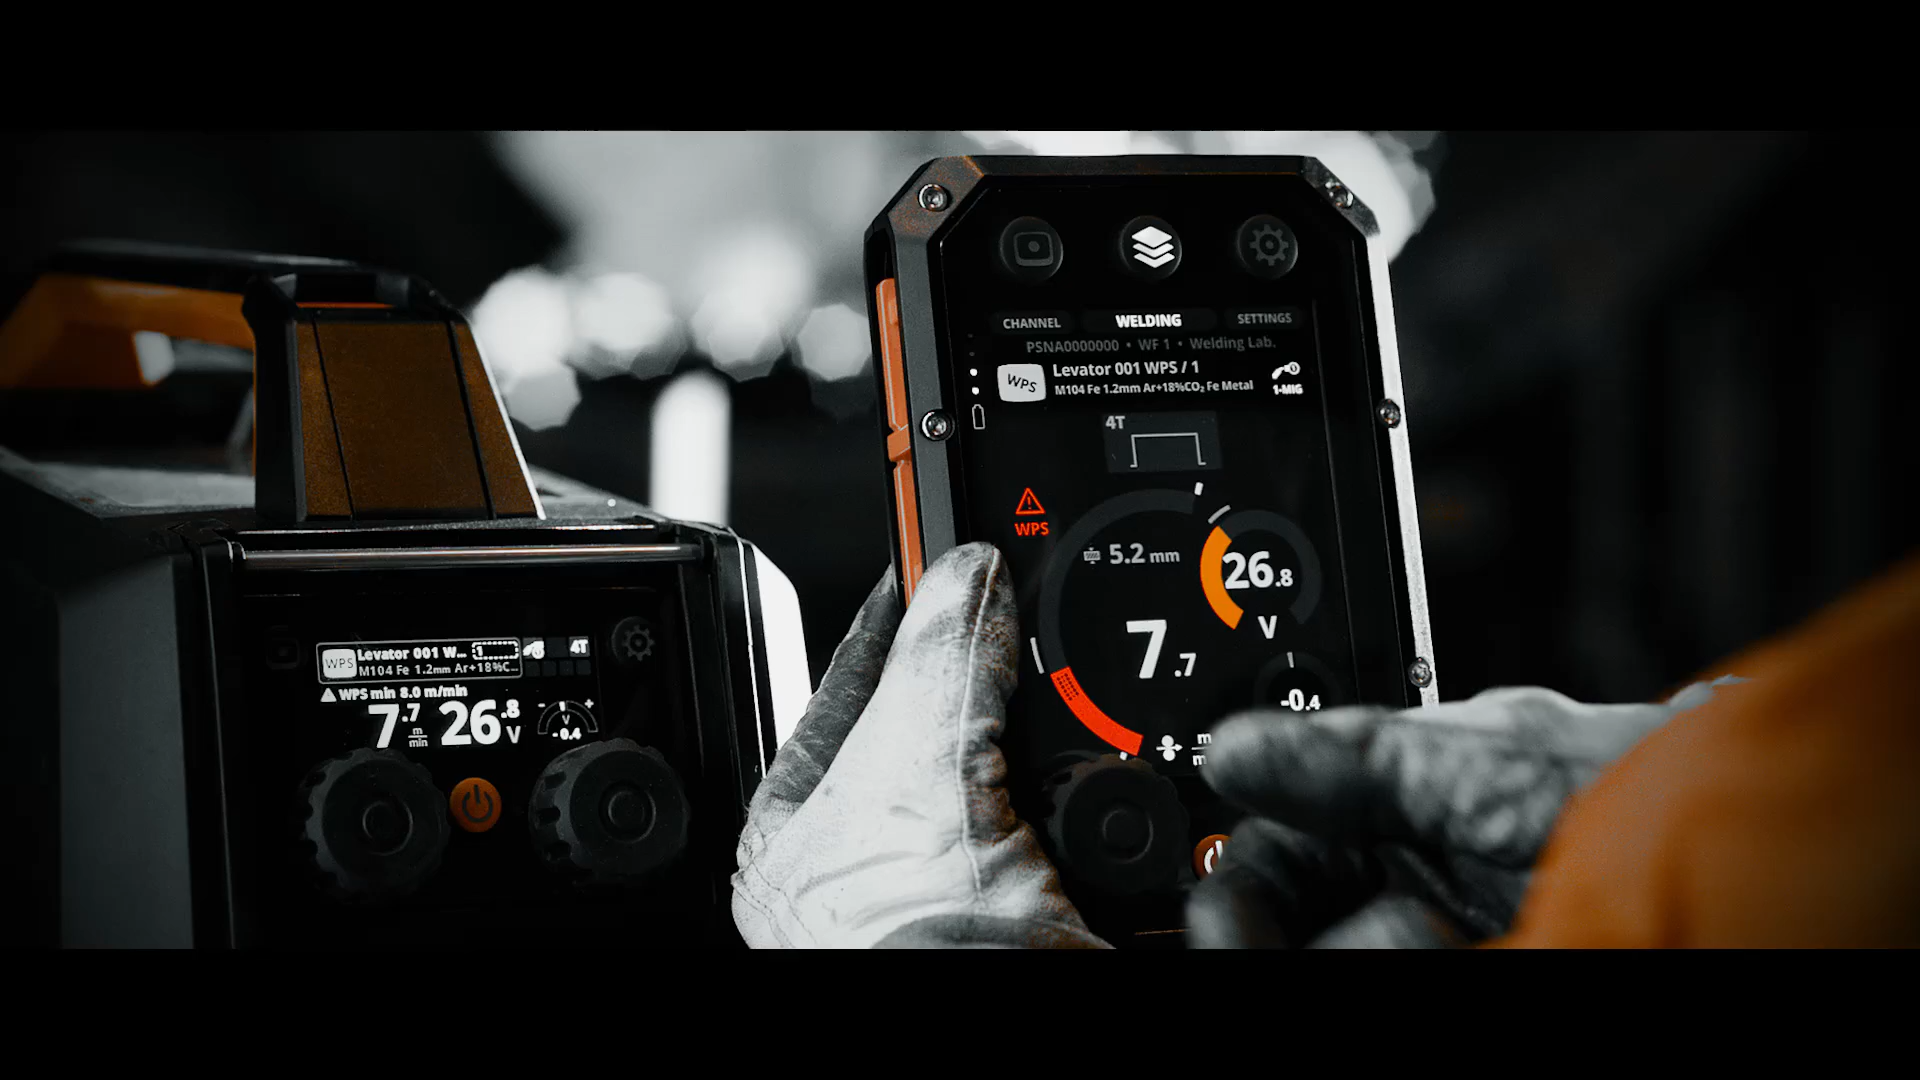 WPS
Levator 001 W...
1
4T
M104 Fe 1.2mm Ar+18%C...
WPS min 8.0 m/min
7.7 m/min
26.8 V
- V +
-0.4
CHANNEL WELDING SETTINGS
PSNA0000000 • WF 1 • Welding Lab.
WPS
Levator 001 WPS / 1
M104 Fe 1.2mm Ar+18%CO₂ Fe Metal
1-MIG
4T
WPS
5.2 mm
26.8
V
7.7
-0.4
m